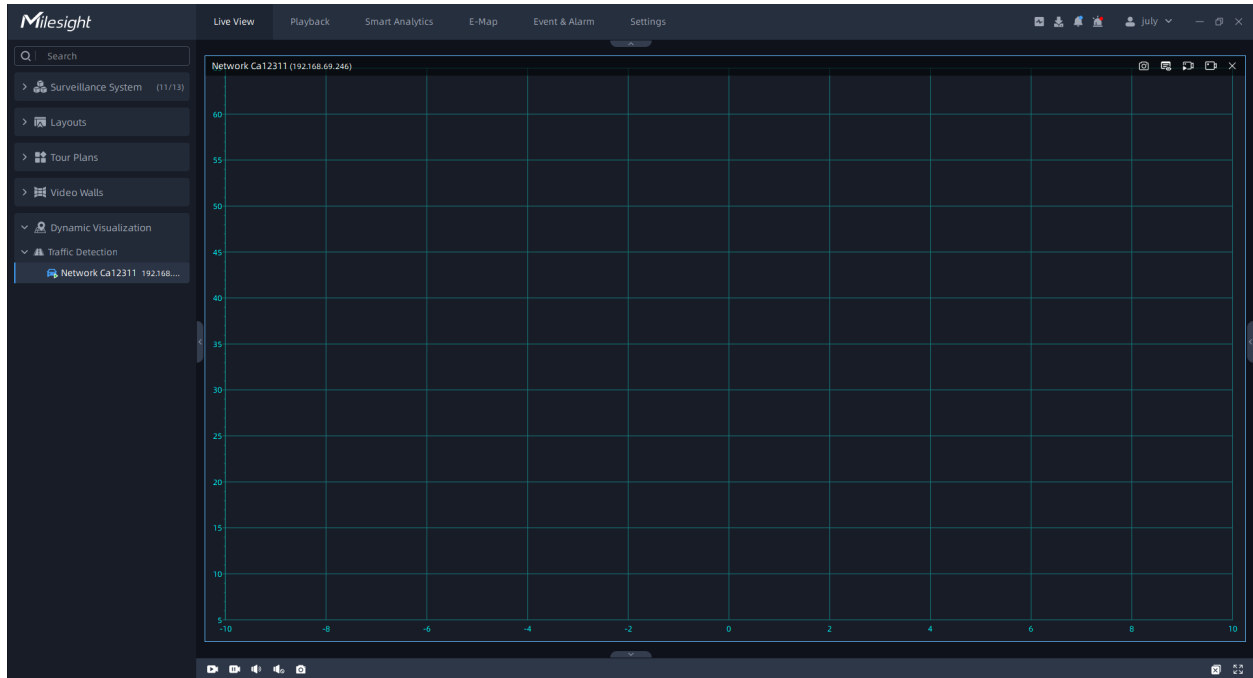 Milesight
Live View Playback Smart Analytics E-Map Event & Alarm Settings july
Search
Surveillance System (11/13)
Layouts
Tour Plans
Video Walls
Dynamic Visualization
Traffic Detection
Network Ca12311 192.168....
Network Ca12311 (192.168.69.246)
60
55
50
45
40
35
30
25
20
15
10
5
-10 -8 -6 -4 -2 0 2 4 6 8 10